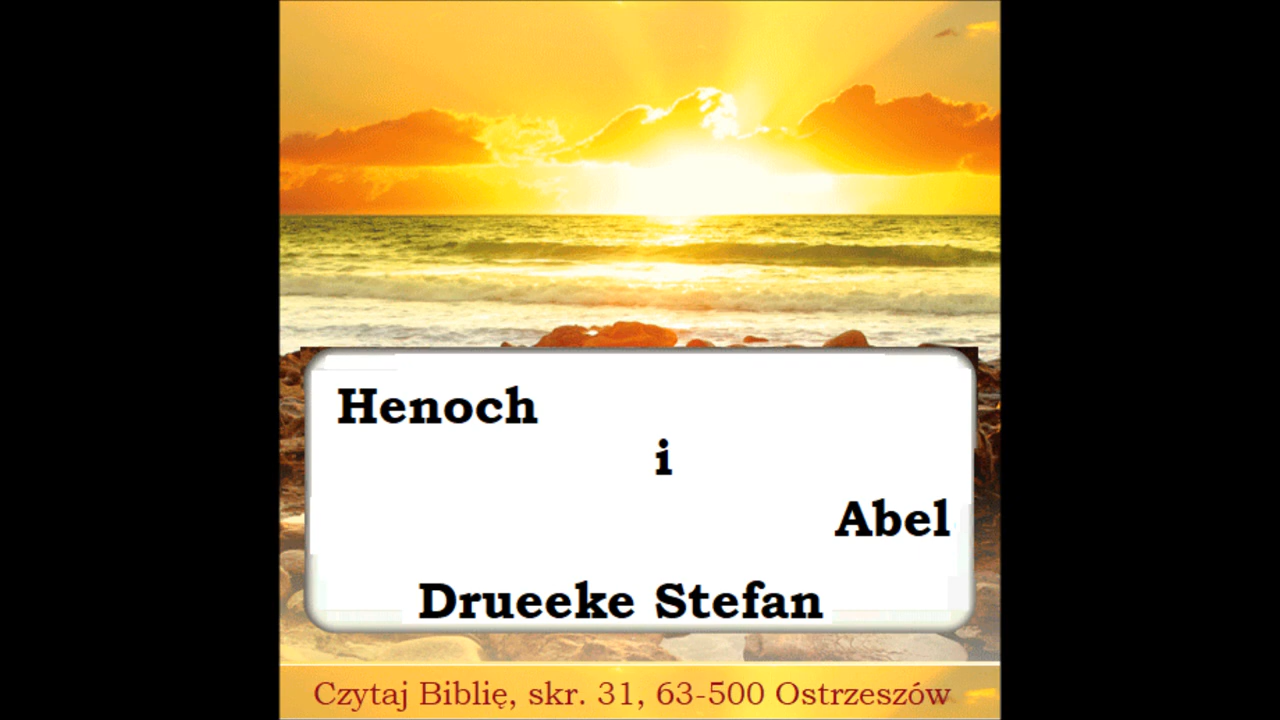 Henoch
i
Abel
Drueeke Stefan
Czytaj Biblię, skr. 31, 63-500 Ostrzeszów